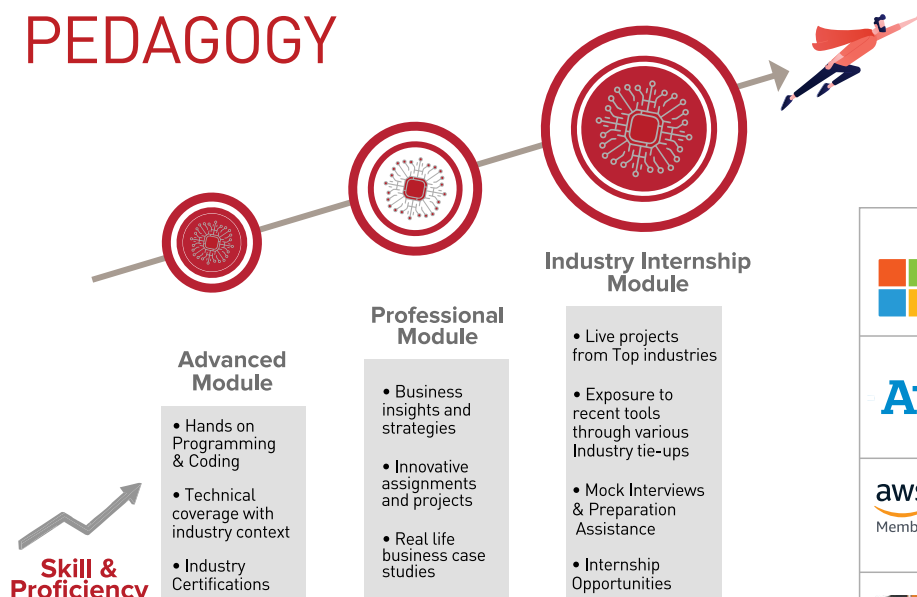 PEDAGOGY
Industry Internship
Module
Professional
Module
Advanced
Module
• Hands on
Programming
& Coding
• Technical
coverage with
industry context
• Industry
Certifications
• Business
insights and
strategies
• Innovative
assignments
and projects
• Real life
business case
studies
• Live projects
from Top industries
• Exposure to
recent tools
through various
Industry tie-ups
• Mock Interviews
& Preparation
Assistance
• Internship
Opportunities
Skill &
Proficiency
aws